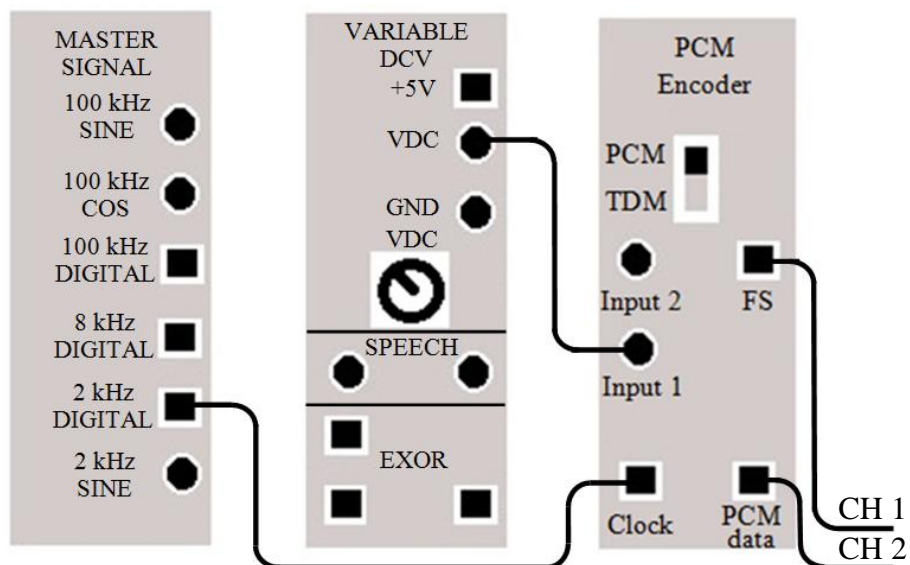 MASTER
SIGNAL
100 kHz
SINE
100 kHz
COS
100 kHz
DIGITAL
8 kHz
DIGITAL
2 kHz
DIGITAL
2 kHz
SINE
VARIABLE
DCV
+5V
VDC
GND
VDC
SPEECH
EXOR
PCM
Encoder
PCM
TDM
Input 2
FS
Input 1
Clock
PCM
data
CH 1
CH 2